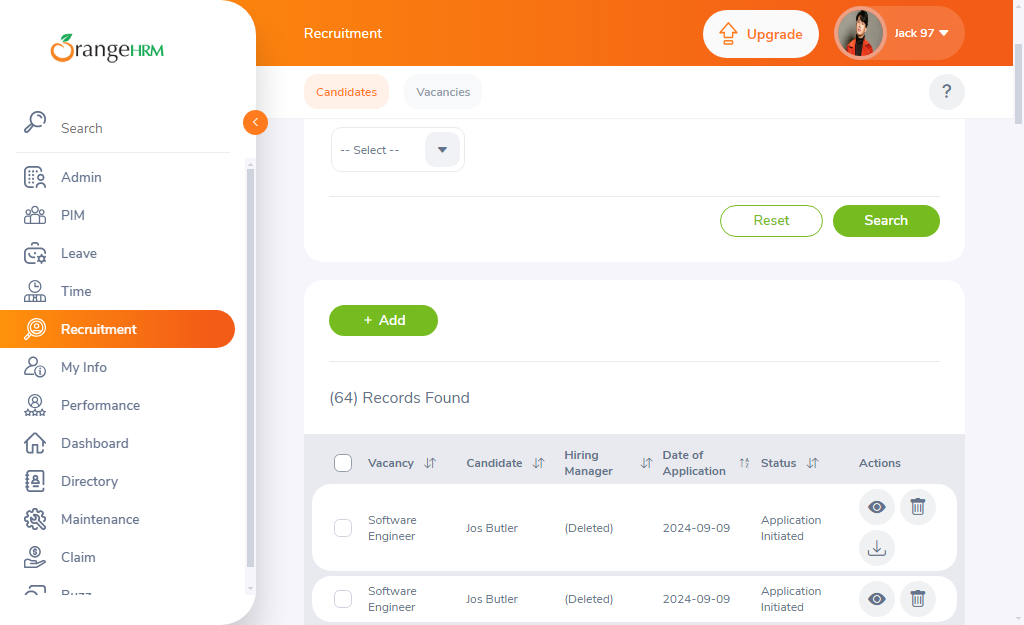 OrangeHRM
Recruitment
Upgrade
Jack 97
Candidates
Vacancies
?
Search
Admin
PIM
Leave
Time
Recruitment
My Info
Performance
Dashboard
Directory
Maintenance
Claim
Buzz
-- Select --
Reset
Search
+ Add
(64) Records Found
Vacancy
Candidate
Hiring
Manager
Date of
Application
Status
Actions
Software
Engineer
Jos Butler
(Deleted)
2024-09-09
Application
Initiated
Software
Engineer
Jos Butler
(Deleted)
2024-09-09
Application
Initiated